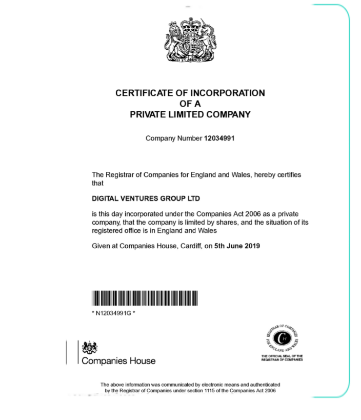 CERTIFICATE OF INCORPORATION
OF A
PRIVATE LIMITED COMPANY
Company Number 12034991
The Registrar of Companies for England and Wales, hereby certifies
that
DIGITAL VENTURES GROUP LTD
is this day incorporated under the Companies Act 2006 as a private
company, that the company is limited by shares, and the situation of its
registered office is in England and Wales
Given at Companies House, Cardiff, on 5th June 2019
* N12034991G *
Companies House
THE OFFICIAL SEAL OF THE
REGISTRAR OF COMPANIES
The above information was communicated by electronic means and authenticated
by the Registrar of Companies under section 1115 of the Companies Act 2006